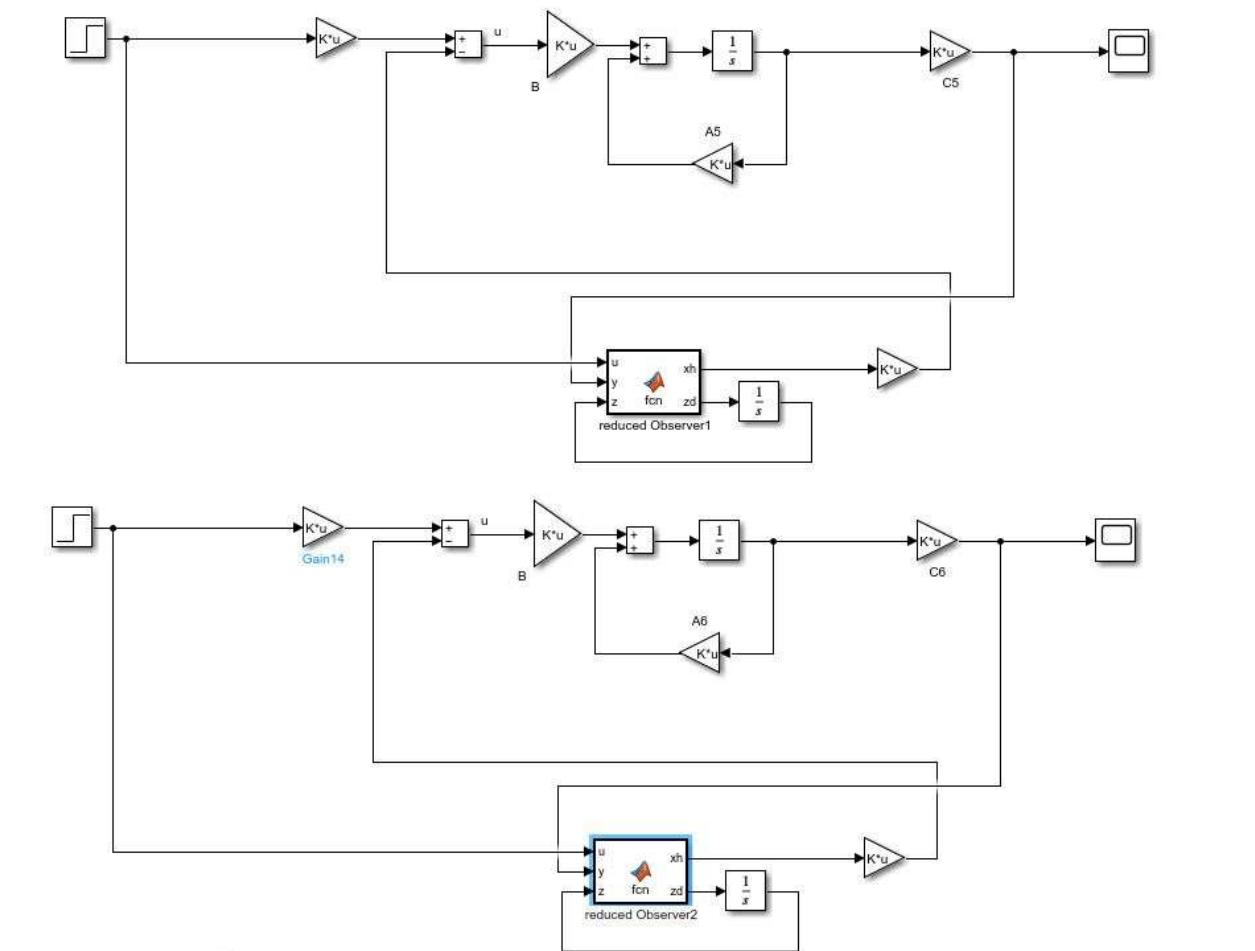 K*u
+
−
u
K*u
B
+
+
1
s
K*u
C5
A5
K*u
u
y
z
fcn
xh
zd
1
s
K*u
reduced Observer1
K*u
Gain14
+
−
u
K*u
B
+
+
1
s
K*u
C6
A6
K*u
u
y
z
fcn
xh
zd
1
s
K*u
reduced Observer2